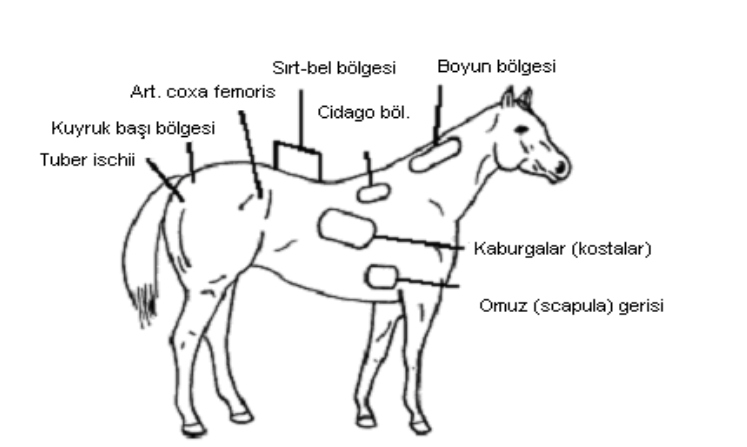 Sırt-bel bölgesi
Boyun bölgesi
Art. coxa femoris
Cidago böl.
Kuyruk başı bölgesi
Tuber ischii
Kaburgalar (kostalar)
Omuz (scapula) gerisi